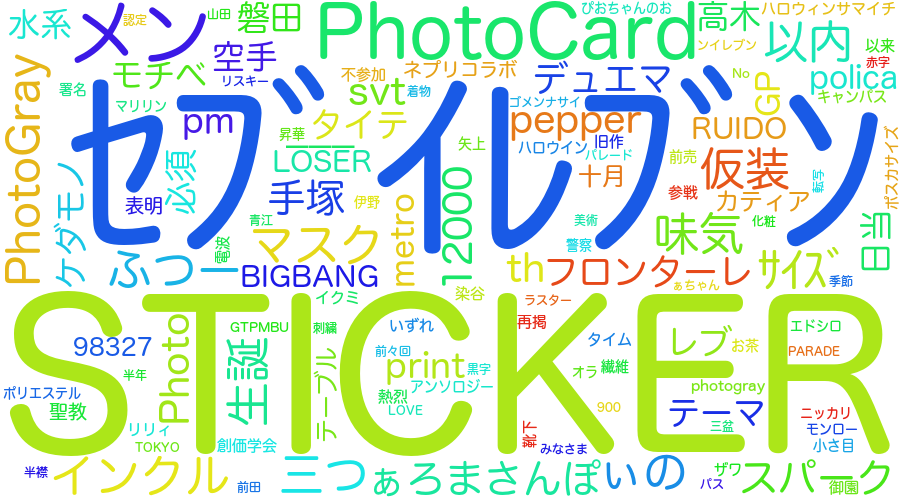 水系
メン
山田
認定
磐田
PhotoCard
ぴおちゃんのお
高木
ハロウィンサマイチ
ンイレブン
以内
以来
赤字
空手
モチベ
リスキー
不参加
ネプリコラボ
デュエマ
No
GP
polica
キャンパス
署名
マリリン
svt
着物
ゴメンナサイ
PhotoGray
セブ
イレブン
pm
昇華
タイテ
pepper
旧作
RUIDO
ポスカサイズ
ハロウイン
パレード
矢上
前売
LOSER
仮装
転写
ケダモノ
必須
表明
手塚
伊野
metro
12000
十月
参戦
カティア
美術
味気
化粧
日当
青江
電波
マスク
警察
ふつー
BIGBANG
th
フロンターレ
サイズ
季節
ぁちゃん
イクミ
染谷
ラスター
STICKER
98327
Photo
GTPMBU
刺繍
いずれ
再掲
タイム
レブ
エドシロ
お茶
PARADE
前々回
print
黒字
アンソロジー
オラ
繊維
photogray
ポリエステル
半年
生誕
テーブル
熱烈
LOVE
900
テーマ
三盆
ニッカリ
モンロー
聖教
リリィ
TOKYO
創価学会
靴下
みなさま
小さ目
半襟
インクル
前田
三つ
ぁろまさんぽ
ぃの
パス
ザワ
スパーク
御園